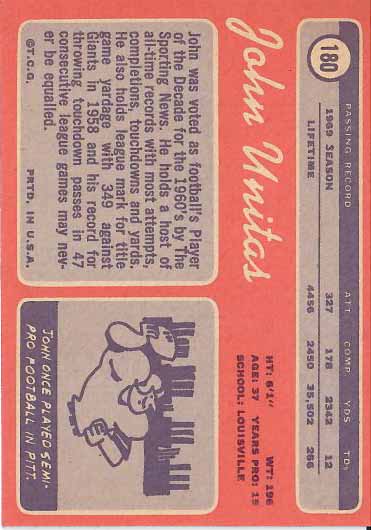 180
PASSING RECORD ATT COMP YDS TDs
1969 SEASON 327 178 2342 12
LIFETIME 4456 2450 35,502 266
John Unitas
HT: 6'1" WT: 196
AGE: 37 YEARS PRO: 15
SCHOOL: LOUISVILLE
John was voted as football's Player
of the Decade for the 1960's by The
Sporting News. He holds a host of
all-time records with most attempts,
completions, touchdowns and yards.
He also holds league mark for title
game yardage with 349 against
Giants in 1958 and his record for
throwing touchdown passes in 47
consecutive league games may nev-
er be equalled.
©T.C.G. PRTD. IN U.S.A.
JOHN ONCE PLAYED SEMI-
PRO FOOTBALL IN PITT.